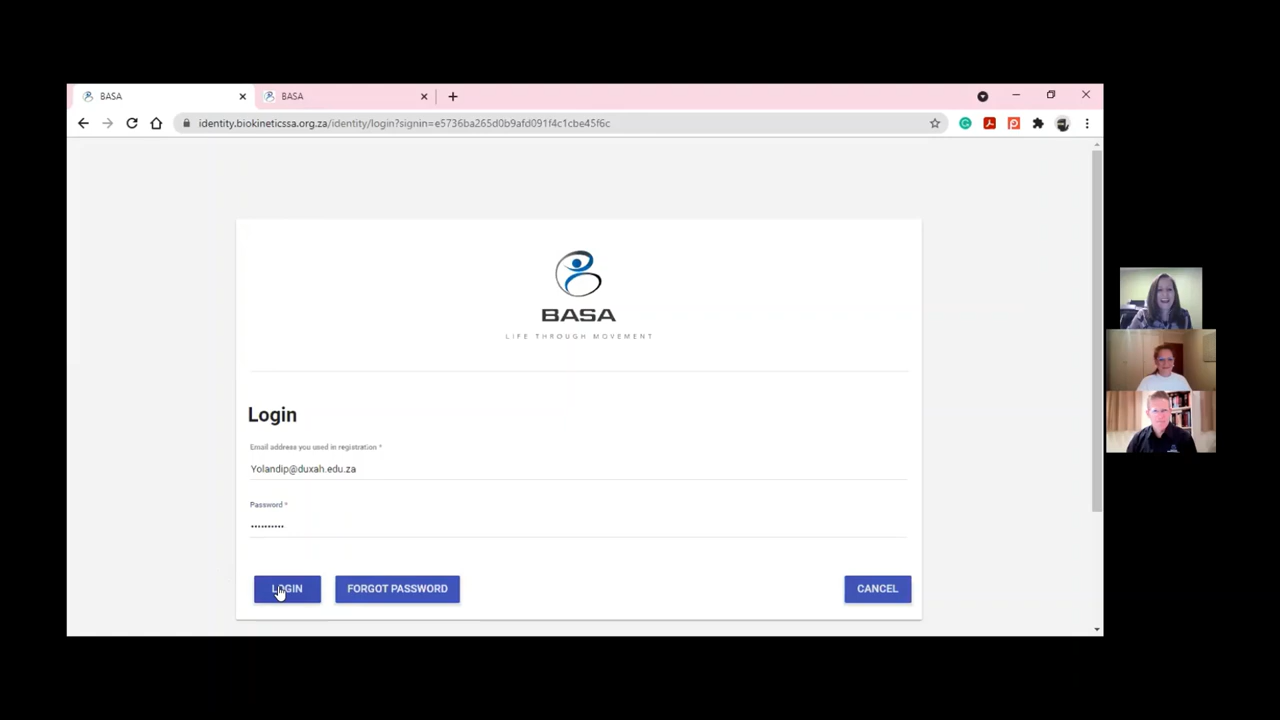 BASA
BASA
identity.biokineticssa.org.za/identity/login?signin=e5736ba265d0b9afd091f4c1cbe45f6c
BASA
LIFE THROUGH MOVEMENT
Login
Email address you used in registration *
Yolandip@duxah.edu.za
Password *
LOGIN
FORGOT PASSWORD
CANCEL